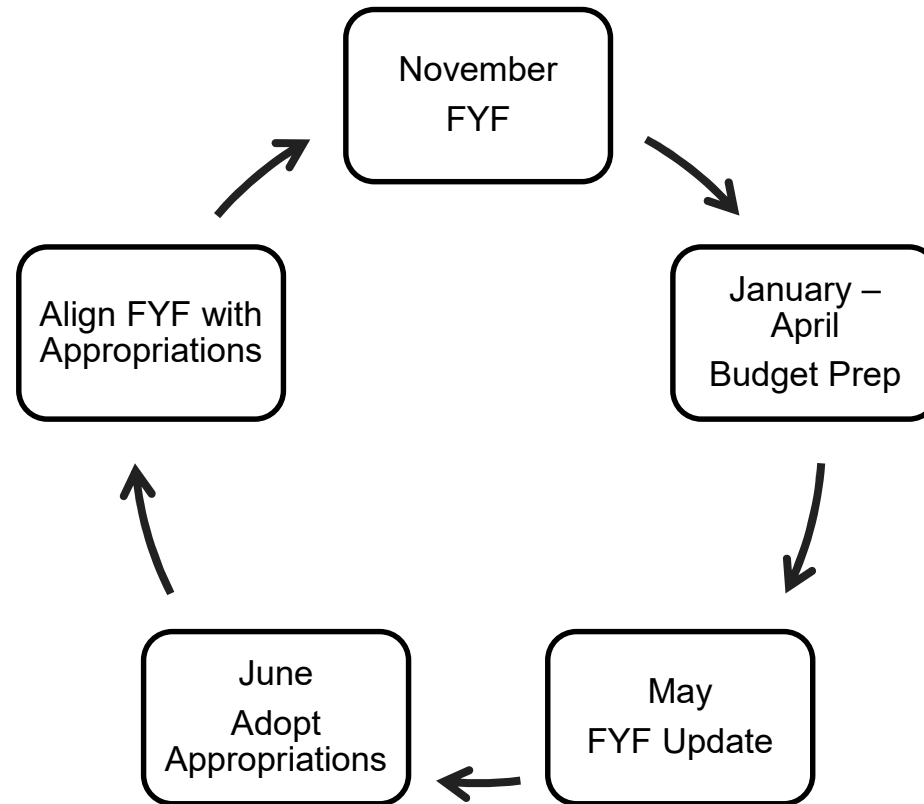 November
FYF
January –
April
Budget Prep
May
FYF Update
June
Adopt
Appropriations
Align FYF with
Appropriations